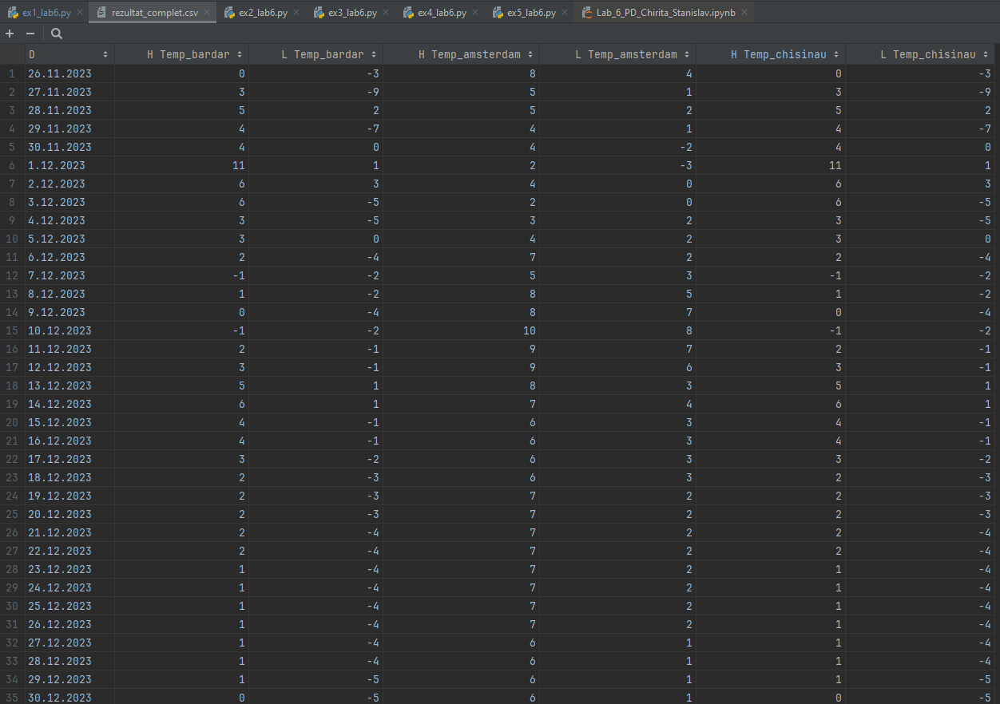 ex1_lab6.py rezultat_complet.csv ex2_lab6.py ex3_lab6.py ex4_lab6.py ex5_lab6.py Lab_6_PD_Chirita_Stanislav.ipynb
D H Temp_bardar L Temp_bardar H Temp_amsterdam L Temp_amsterdam H Temp_chisinau L Temp_chisinau
1 26.11.2023 0 -3 8 4 0 -3
2 27.11.2023 3 -9 5 1 3 -9
3 28.11.2023 5 2 5 2 5 2
4 29.11.2023 4 -7 4 1 4 -7
5 30.11.2023 4 0 4 -2 4 0
6 1.12.2023 11 1 2 -3 11 1
7 2.12.2023 6 3 4 0 6 3
8 3.12.2023 6 -5 2 0 6 -5
9 4.12.2023 3 -5 3 2 3 -5
10 5.12.2023 3 0 4 2 3 0
11 6.12.2023 2 -4 7 2 2 -4
12 7.12.2023 -1 -2 5 3 -1 -2
13 8.12.2023 1 -2 8 5 1 -2
14 9.12.2023 0 -4 8 7 0 -4
15 10.12.2023 -1 -2 10 8 -1 -2
16 11.12.2023 2 -1 9 7 2 -1
17 12.12.2023 3 -1 9 6 3 -1
18 13.12.2023 5 1 8 3 5 1
19 14.12.2023 6 1 7 4 6 1
20 15.12.2023 4 -1 6 3 4 -1
21 16.12.2023 4 -1 6 3 4 -1
22 17.12.2023 3 -2 6 3 3 -2
23 18.12.2023 2 -3 6 3 2 -3
24 19.12.2023 2 -3 7 2 2 -3
25 20.12.2023 2 -3 7 2 2 -3
26 21.12.2023 2 -4 7 2 2 -4
27 22.12.2023 2 -4 7 2 2 -4
28 23.12.2023 1 -4 7 2 1 -4
29 24.12.2023 1 -4 7 2 1 -4
30 25.12.2023 1 -4 7 2 1 -4
31 26.12.2023 1 -4 7 2 1 -4
32 27.12.2023 1 -4 6 1 1 -4
33 28.12.2023 1 -4 6 1 1 -4
34 29.12.2023 1 -5 6 1 1 -5
35 30.12.2023 0 -5 6 1 0 -5